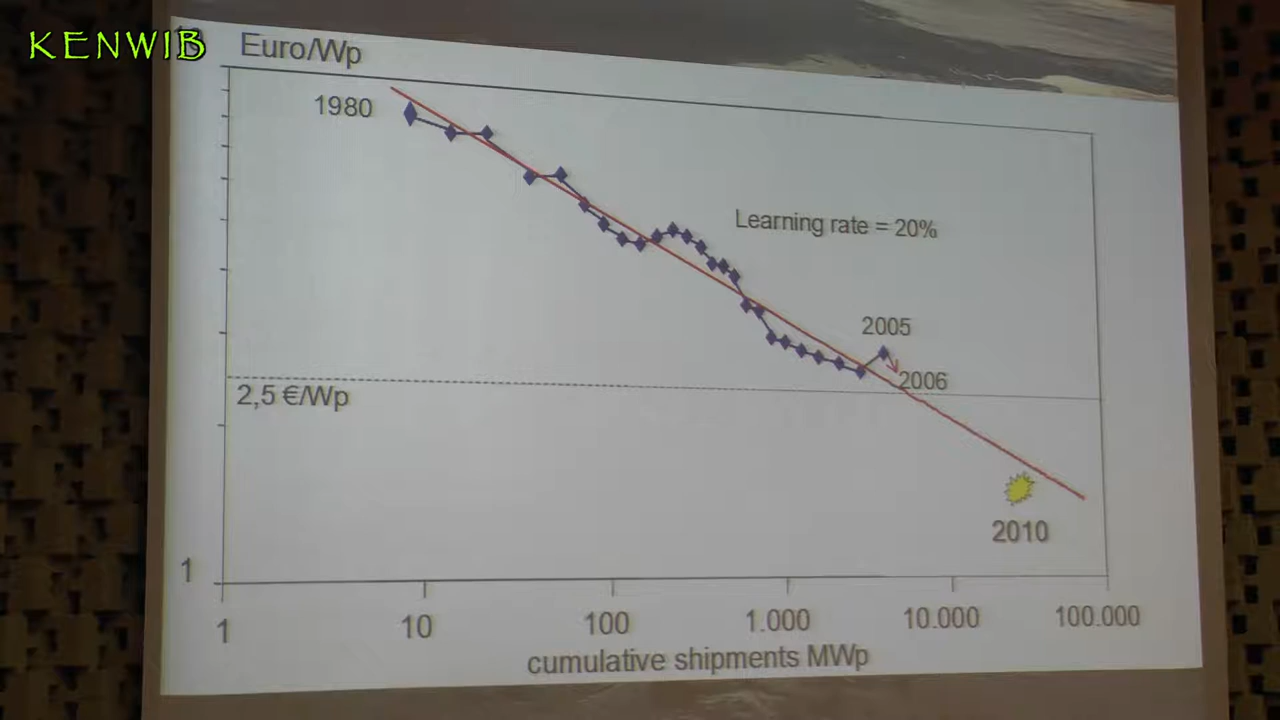 KENWIB
Euro/Wp
1980
Learning rate = 20%
2005
2006
2,5 €/Wp
2010
1
1
10
100
1.000
10.000
100.000
cumulative shipments MWp